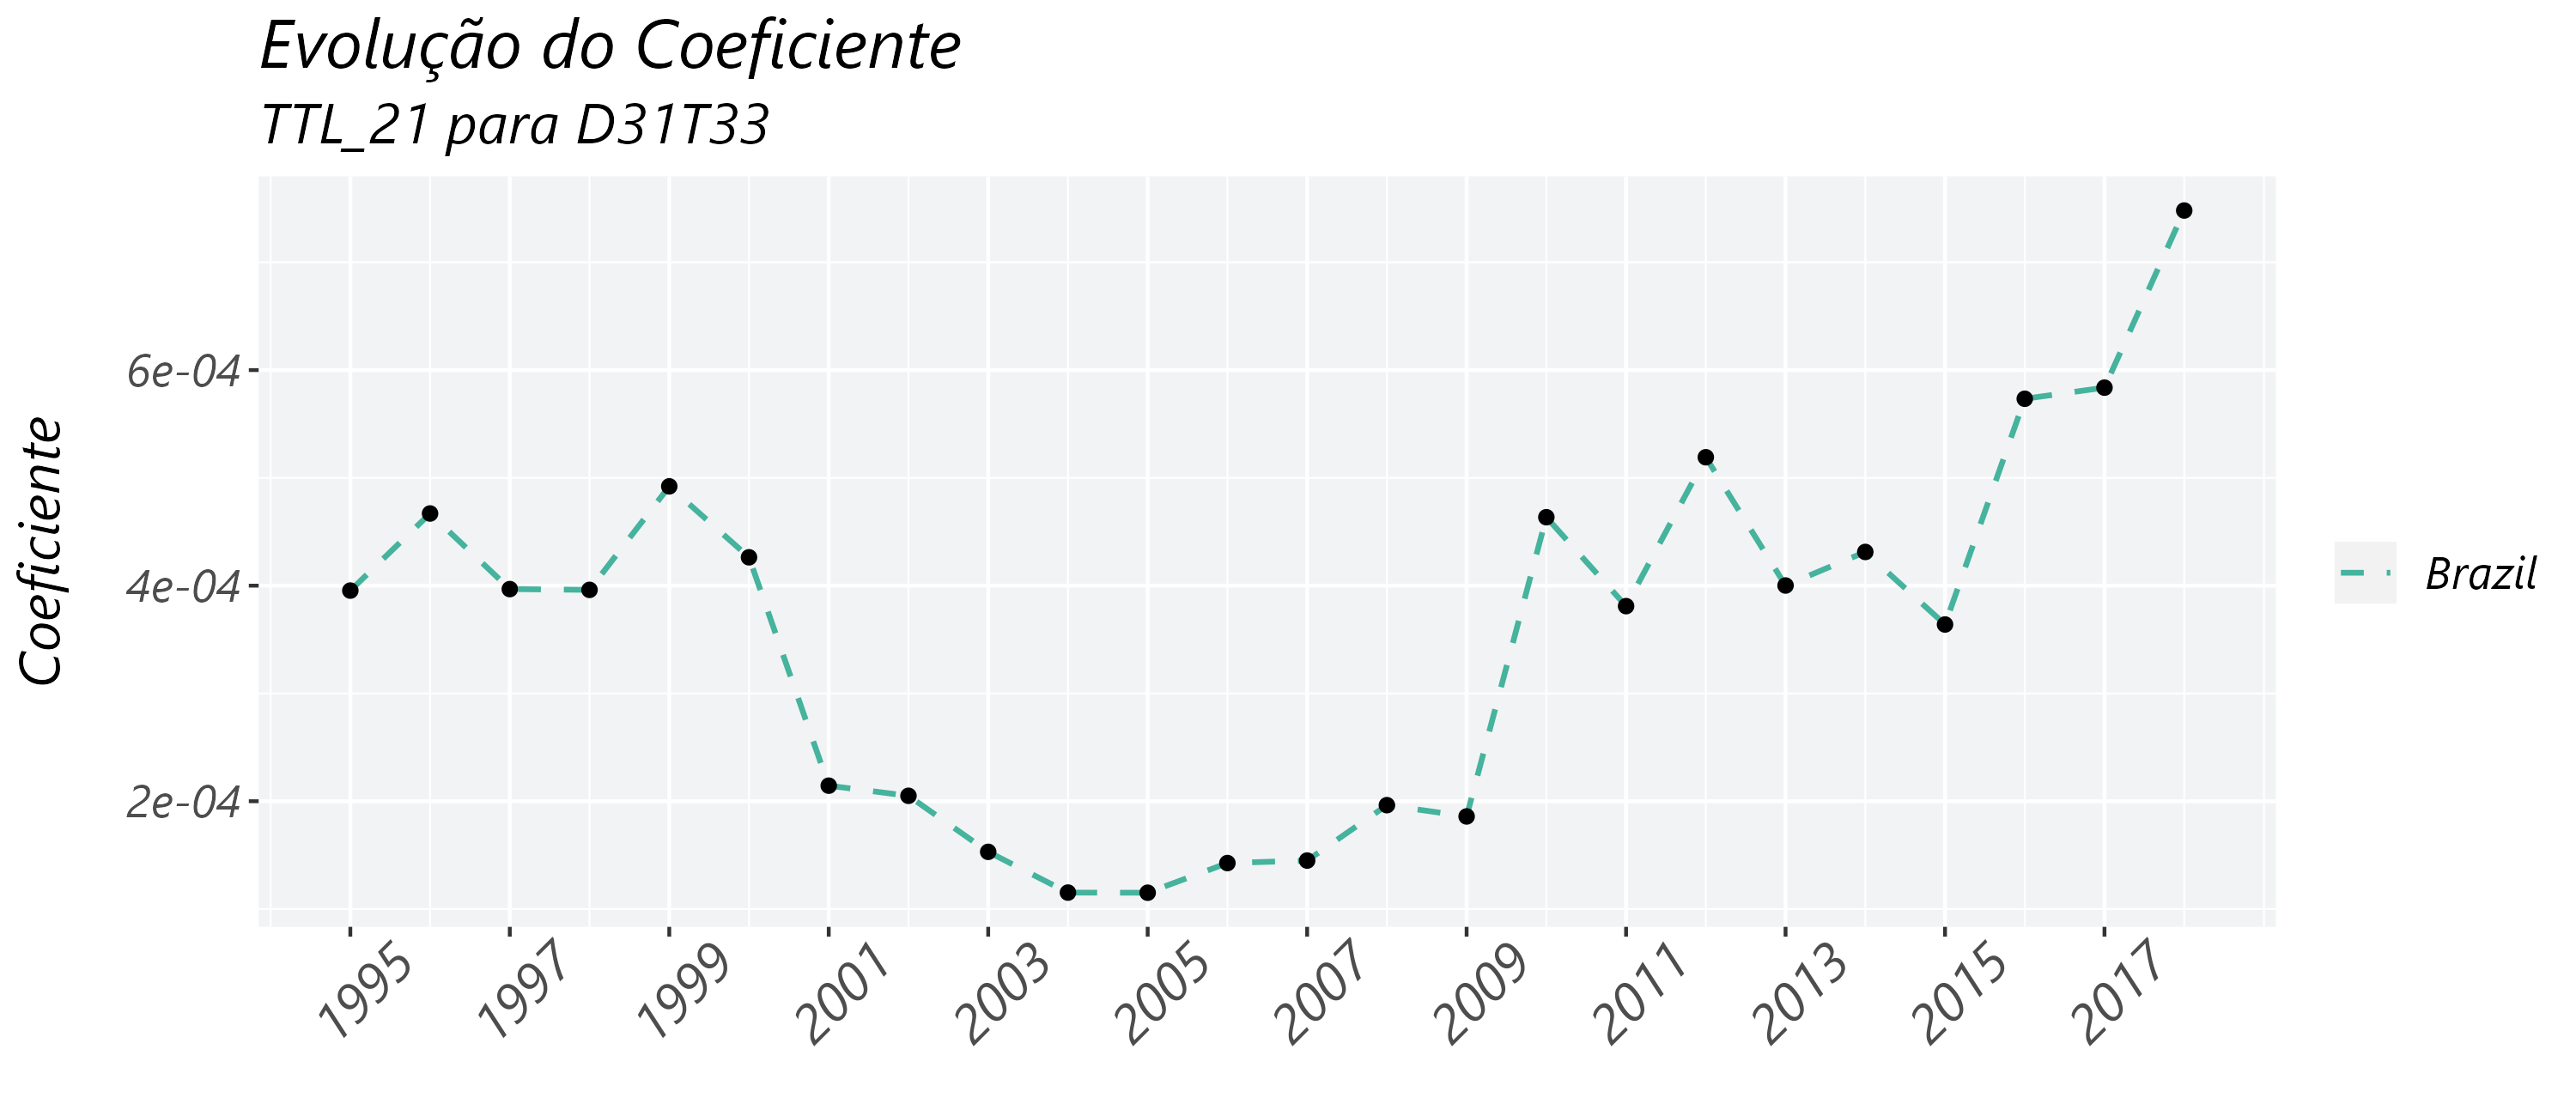 Evolução do Coeficiente
TTL_21 para D31T33
Coeficiente
6e-04
4e-04
2e-04
1995
1997
1999
2001
2003
2005
2007
2009
2011
2013
2015
2017
Brazil